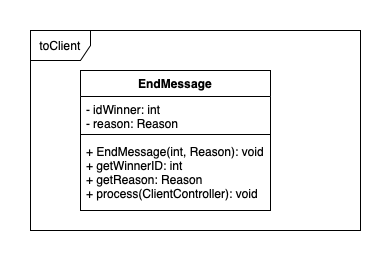 toClient
EndMessage
- idWinner: int
- reason: Reason
+ EndMessage(int, Reason): void
+ getWinnerID: int
+ getReason: Reason
+ process(ClientController): void